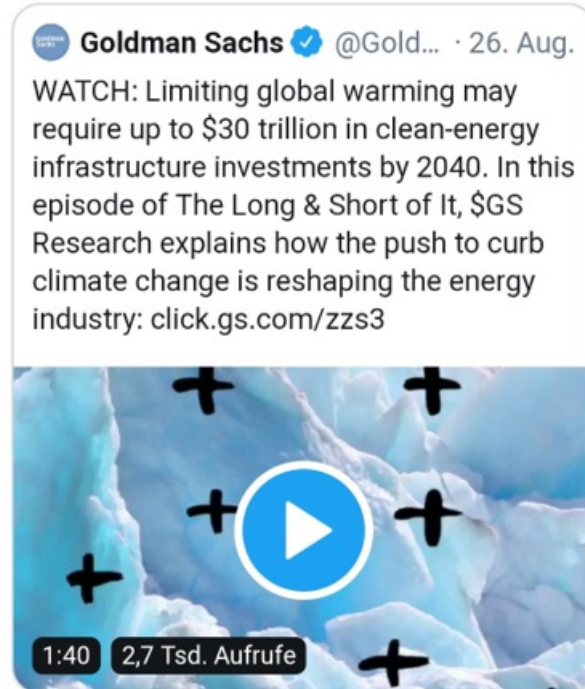 Goldman Sachs @Gold... · 26. Aug.
WATCH: Limiting global warming may
require up to $30 trillion in clean-energy
infrastructure investments by 2040. In this
episode of The Long & Short of It, $GS
Research explains how the push to curb
climate change is reshaping the energy
industry: click.gs.com/zzs3
1:40 2,7 Tsd. Aufrufe